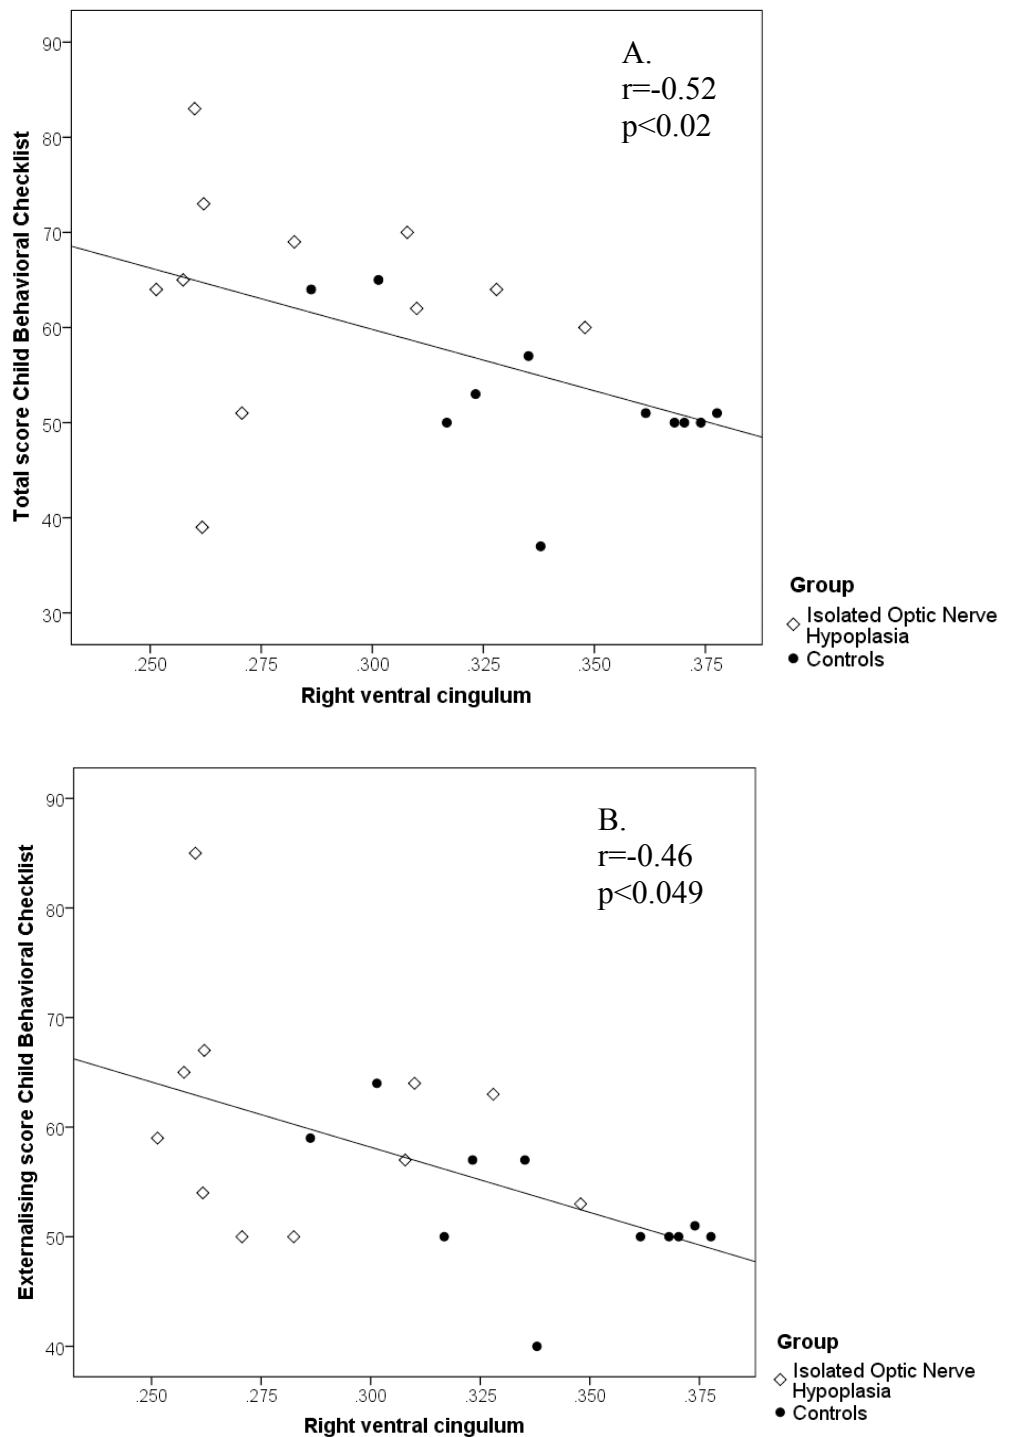 90
80
70
60
50
40
30
Total score Child Behavioral Checklist
A.
r=-0.52
p<0.02
.250 .275 .300 .325 .350 .375
Right ventral cingulum
Group
Isolated Optic Nerve
Hypoplasia
Controls
90
80
70
60
50
40
Externalising score Child Behavioral Checklist
B.
r=-0.46
p<0.049
.250 .275 .300 .325 .350 .375
Right ventral cingulum
Group
Isolated Optic Nerve
Hypoplasia
Controls